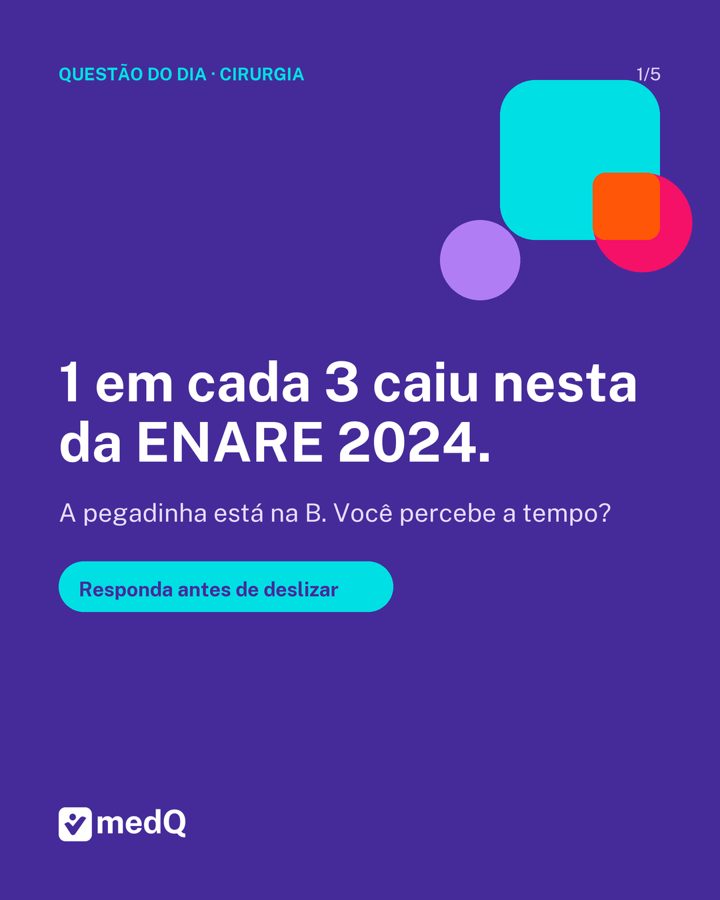 QUESTÃO DO DIA · CIRURGIA
1/5
1 em cada 3 caiu nesta
da ENARE 2024.
A pegadinha está na B. Você percebe a tempo?
Responda antes de deslizar
medQ